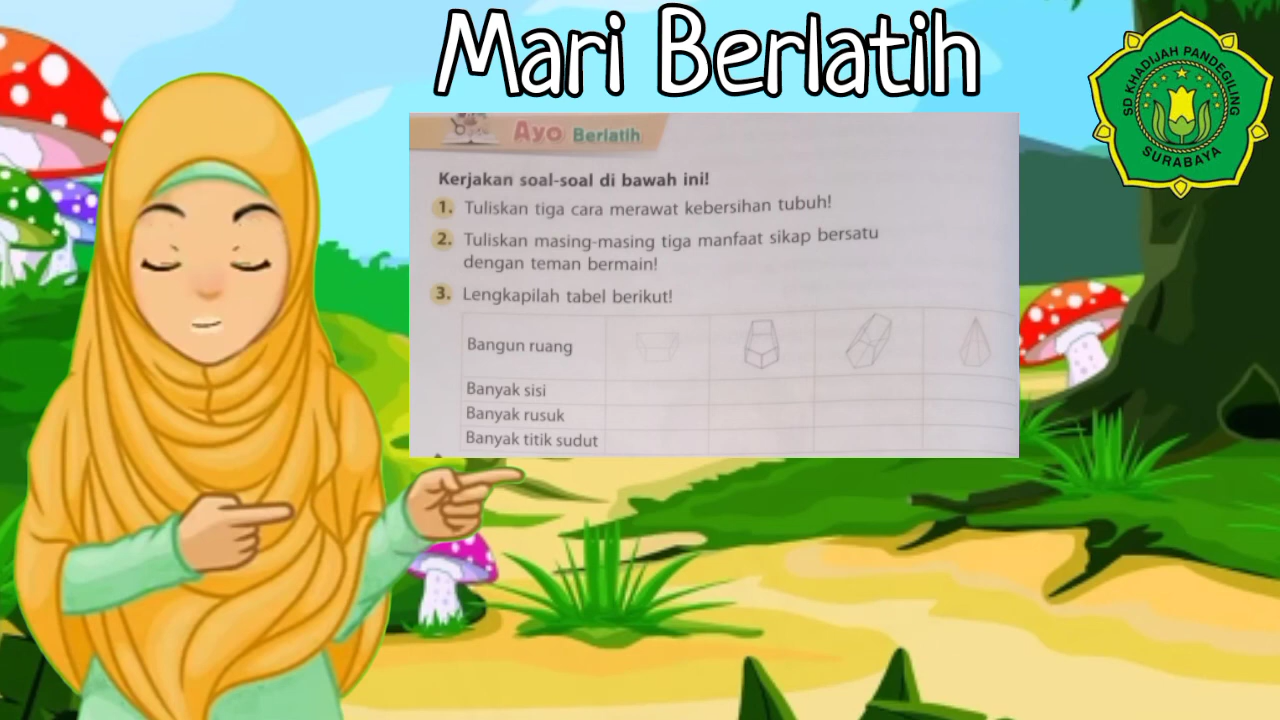 Mari Berlatih
SD KHADIJAH PANDEGILING
SURABAYA
Ayo Berlatih
Kerjakan soal-soal di bawah ini!
1. Tuliskan tiga cara merawat kebersihan tubuh!
2. Tuliskan masing-masing tiga manfaat sikap bersatu
dengan teman bermain!
3. Lengkapilah tabel berikut!
Bangun ruang
Banyak sisi
Banyak rusuk
Banyak titik sudut